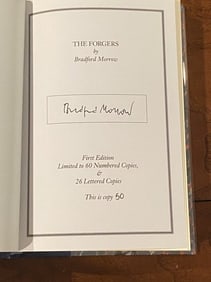 THE FORGERS
by
Bradford Morrow
Bradford Morrow
First Edition
Limited to 60 Numbered Copies,
&
26 Lettered Copies
This is copy 50